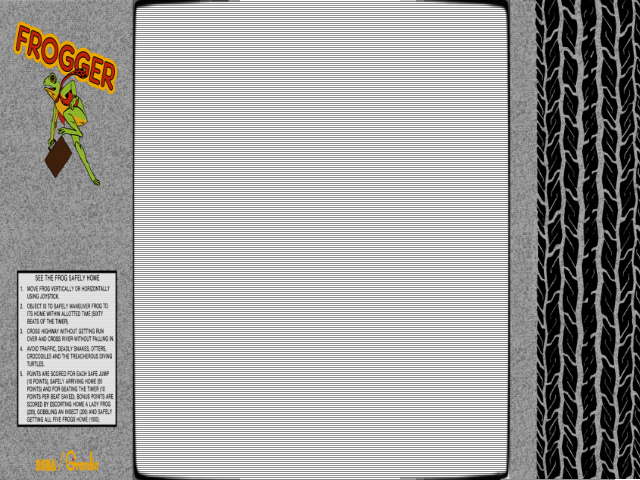 FROGGER
SEE THE FROG SAFELY HOME
1. MOVE FROG VERTICALLY OR HORIZONTALLY
USING JOYSTICK.
2. OBJECT IS TO SAFELY MANEUVER FROG TO
ITS HOME WITHIN ALLOTTED TIME (SIXTY
BEATS OF THE TIMER).
3. CROSS HIGHWAY WITHOUT GETTING RUN
OVER AND CROSS RIVER WITHOUT FALLING IN.
4. AVOID TRAFFIC, DEADLY SNAKES, OTTERS,
CROCODILES AND THE TREACHEROUS DIVING
TURTLES.
5. POINTS ARE SCORED FOR EACH SAFE JUMP
(10 POINTS), SAFELY ARRIVING HOME (50
POINTS) AND FOR BEATING THE TIMER (10
POINTS PER BEAT SAVED). BONUS POINTS ARE
SCORED BY ESCORTING HOME A LADY FROG
(200), GOBBLING AN INSECT (200) AND SAFELY
GETTING ALL FIVE FROGS HOME (1000).